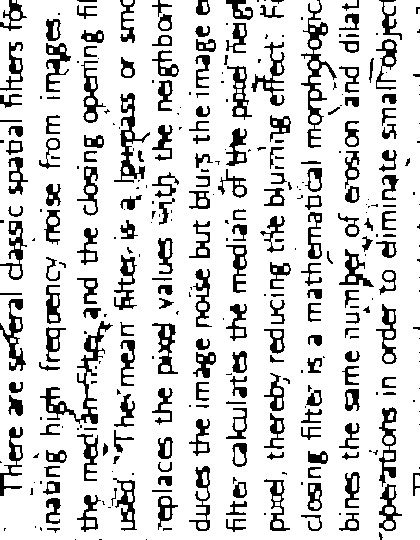 There are several classic spatial filters for
inating high frequency noise from images.
the median filter and the closing opening fil
used. The mean filter is a lowpass or smo
replaces the pixel values with the neighbor
duces the image noise but blurs the image e
filter calculates the median of the pixel neigh
pixel, thereby reducing the blurring effect. Fi
closing filter is a mathematical morphologic
bines the same number of erosion and dilat
operations in order to eliminate small object